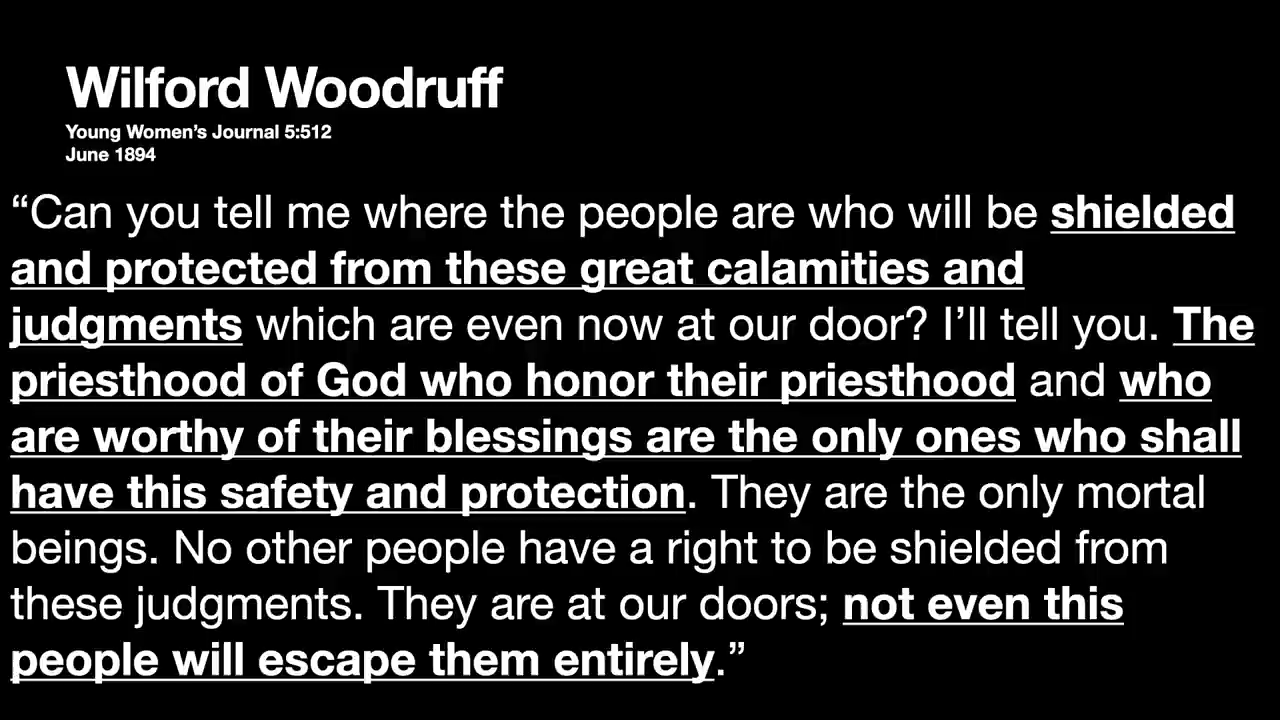 Wilford Woodruff
Young Women’s Journal 5:512
June 1894
“Can you tell me where the people are who will be shielded
and protected from these great calamities and
judgments which are even now at our door? I’ll tell you. The
priesthood of God who honor their priesthood and who
are worthy of their blessings are the only ones who shall
have this safety and protection. They are the only mortal
beings. No other people have a right to be shielded from
these judgments. They are at our doors; not even this
people will escape them entirely.”